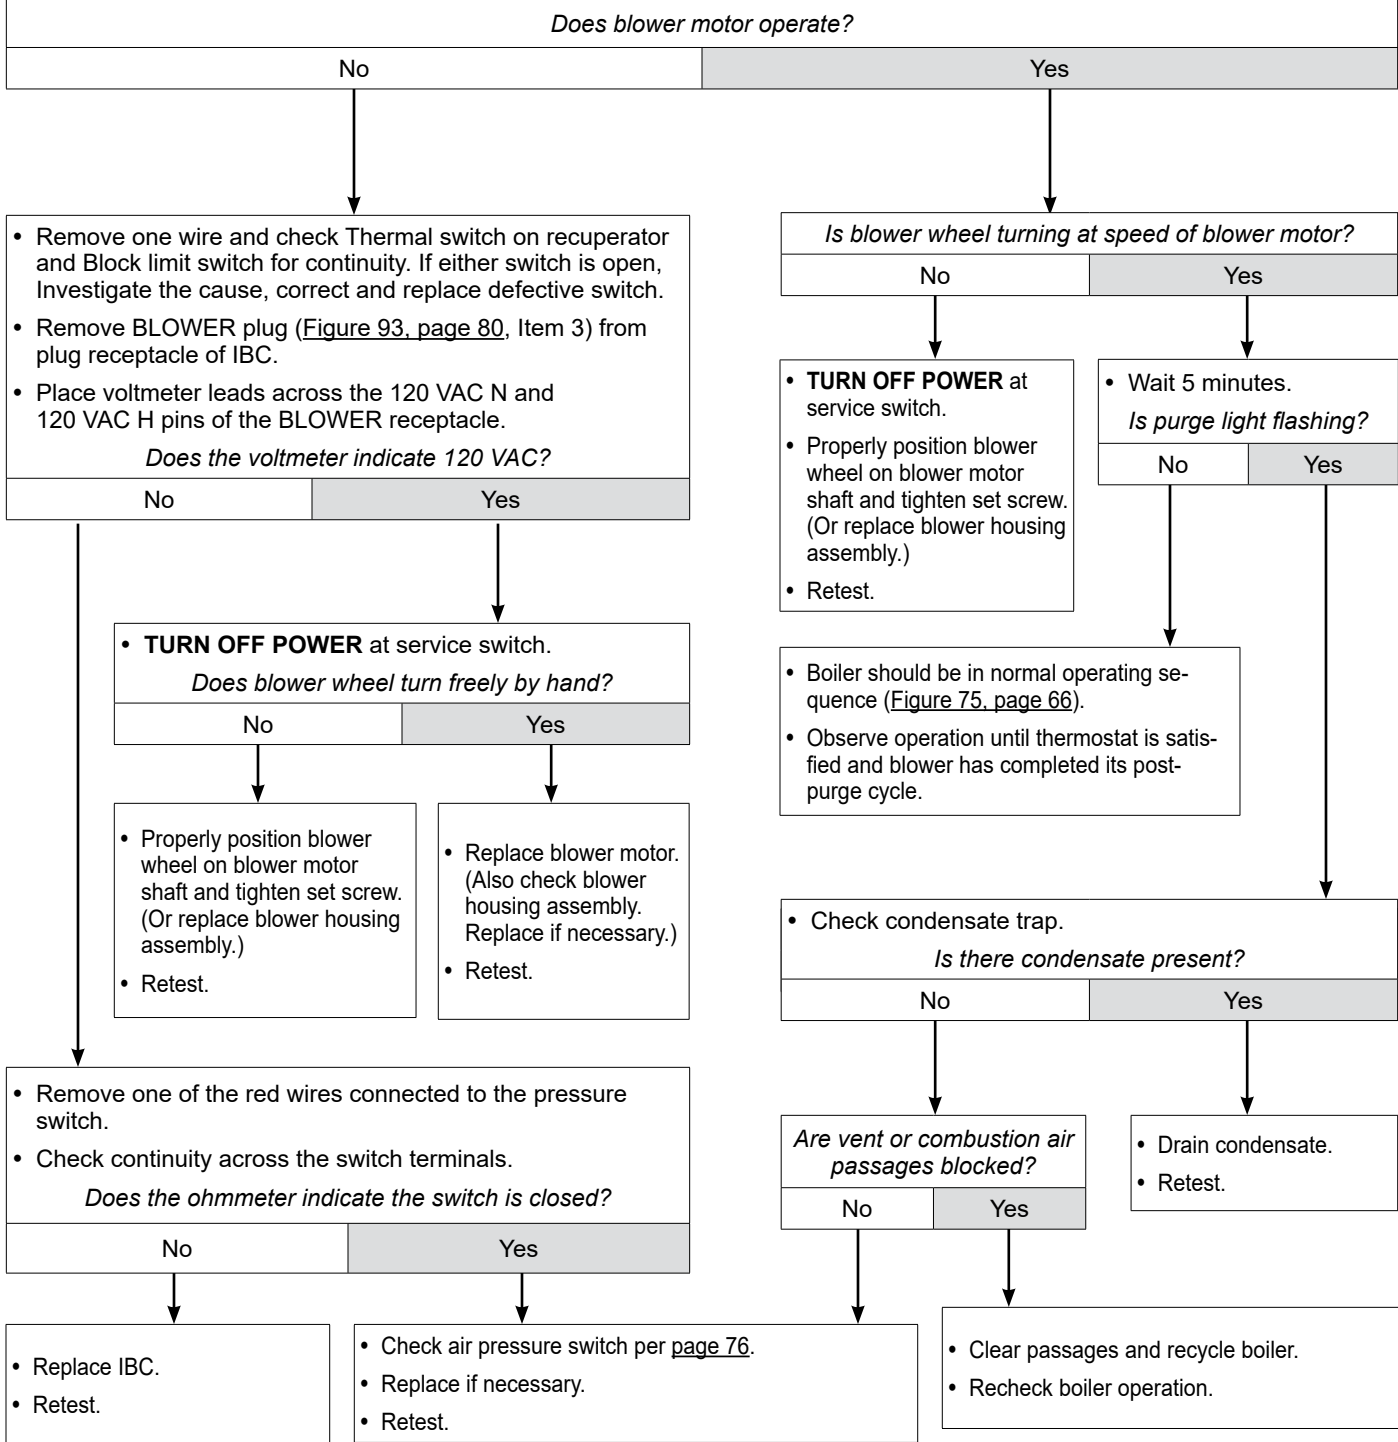 Does blower motor operate?
No
Yes
• Remove one wire and check Thermal switch on recuperator
and Block limit switch for continuity. If either switch is open,
Investigate the cause, correct and replace defective switch.
• Remove BLOWER plug (Figure 93, page 80, Item 3) from
plug receptacle of IBC.
• Place voltmeter leads across the 120 VAC N and
120 VAC H pins of the BLOWER receptacle.
Does the voltmeter indicate 120 VAC?
No
Yes
• TURN OFF POWER at service switch.
Does blower wheel turn freely by hand?
No
Yes
• Properly position blower
wheel on blower motor
shaft and tighten set screw.
(Or replace blower housing
assembly.)
• Retest.
• Replace blower motor.
(Also check blower
housing assembly.
Replace if necessary.)
• Retest.
• Remove one of the red wires connected to the pressure
switch.
• Check continuity across the switch terminals.
Does the ohmmeter indicate the switch is closed?
No
Yes
• Replace IBC.
• Retest.
• Check air pressure switch per page 76.
• Replace if necessary.
• Retest.
Is blower wheel turning at speed of blower motor?
No
Yes
• TURN OFF POWER at
service switch.
• Properly position blower
wheel on blower motor
shaft and tighten set screw.
(Or replace blower housing
assembly.)
• Retest.
• Wait 5 minutes.
Is purge light flashing?
No
Yes
• Boiler should be in normal operating se-
quence (Figure 75, page 66).
• Observe operation until thermostat is satis-
fied and blower has completed its post-
purge cycle.
• Check condensate trap.
Is there condensate present?
No
Yes
Are vent or combustion air
passages blocked?
No
Yes
• Drain condensate.
• Retest.
• Clear passages and recycle boiler.
• Recheck boiler operation.